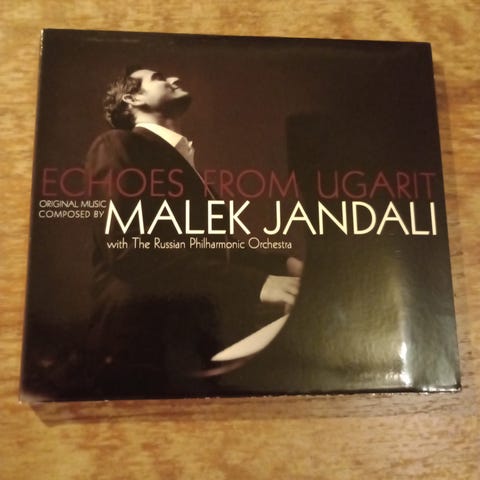 ECHOES FROM UGARIT
ORIGINAL MUSIC
COMPOSED BY
MALEK JANDALI
with The Russian Philharmonic Orchestra